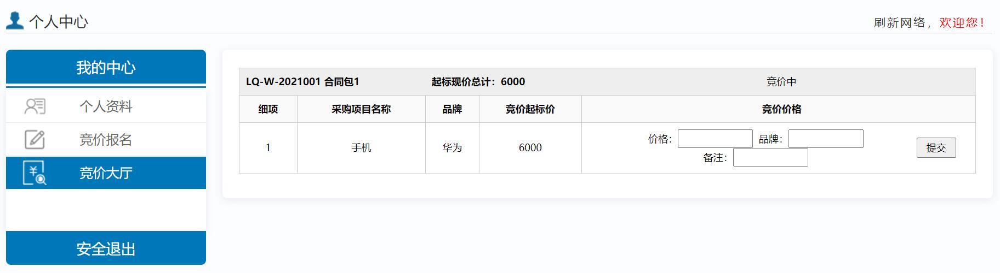 个人中心
刷新网络，欢迎您！
我的中心
个人资料
竞价报名
竞价大厅
安全退出
LQ-W-2021001 合同包1 起标现价总计：6000 竞价中
细项 采购项目名称 品牌 竞价起标价 竞价价格
1 手机 华为 6000 价格： 品牌： 提交
备注：